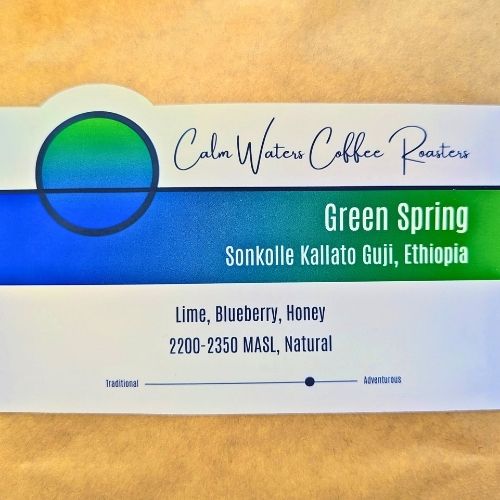 Calm Waters Coffee Roasters
Green Spring
Sonkolle Kallato Guji, Ethiopia
Lime, Blueberry, Honey
2200-2350 MASL, Natural
Traditional Adventurous